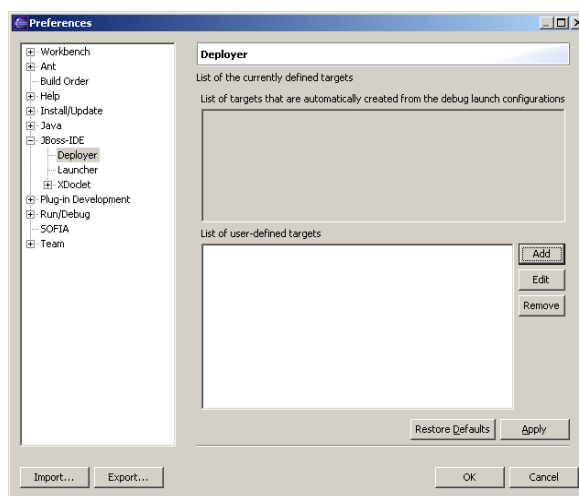 Preferences
Workbench
Ant
Build Order
Help
Install/Update
Java
JBoss-IDE
Deployer
Launcher
XDoclet
Plug-in Development
Run/Debug
SOFIA
Team
Deployer
List of the currently defined targets
List of targets that are automatically created from the debug launch configurations
List of user-defined targets
Add
Edit
Remove
Restore Defaults
Apply
Import...
Export...
OK
Cancel